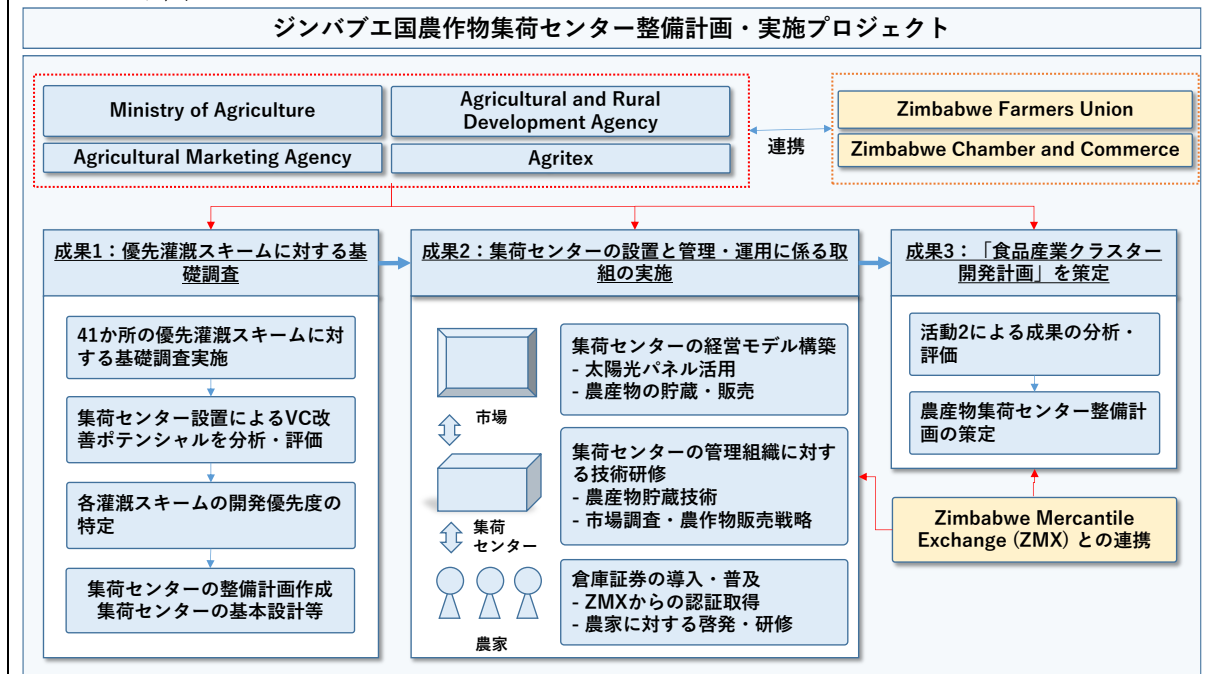 ジンバブエ国農作物集荷センター整備計画・実施プロジェクト
Ministry of Agriculture
Agricultural and Rural
Development Agency
Agricultural Marketing Agency
Agritex
連携
Zimbabwe Farmers Union
Zimbabwe Chamber and Commerce
成果1：優先灌漑スキームに対する基
礎調査
41か所の優先灌漑スキームに対
する基礎調査実施
集荷センター設置によるVC改
善ポテンシャルを分析・評価
各灌漑スキームの開発優先度の
特定
集荷センターの整備計画作成
集荷センターの基本設計等
成果2：集荷センターの設置と管理・運用に係る取
組の実施
市場
集荷
センター
農家
集荷センターの経営モデル構築
- 太陽光パネル活用
- 農産物の貯蔵・販売
集荷センターの管理組織に対す
る技術研修
- 農産物貯蔵技術
- 市場調査・農作物販売戦略
倉庫証券の導入・普及
- ZMXからの認証取得
- 農家に対する啓発・研修
成果3：「食品産業クラスター
開発計画」を策定
活動2による成果の分析・
評価
農産物集荷センター整備計
画の策定
Zimbabwe Mercantile
Exchange (ZMX) との連携